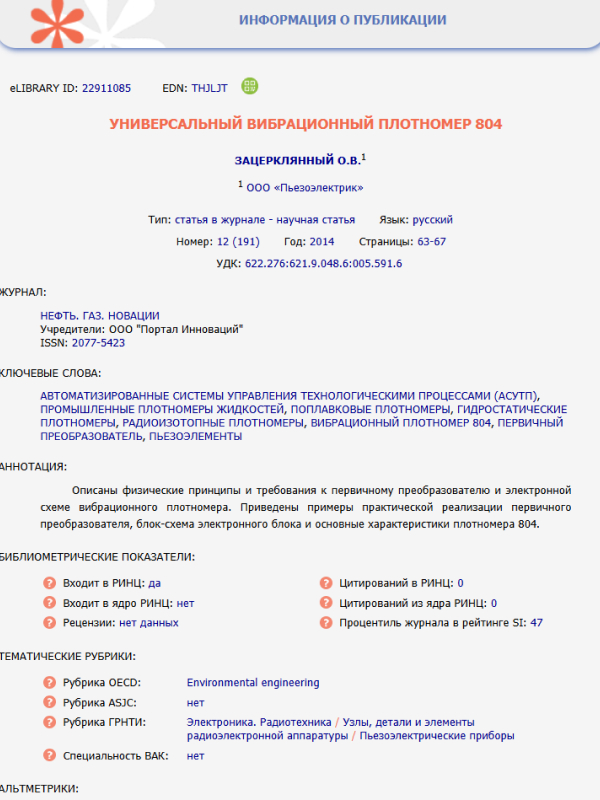 ИНФОРМАЦИЯ О ПУБЛИКАЦИИ
eLIBRARY ID: 22911085 EDN: THJLJT
УНИВЕРСАЛЬНЫЙ ВИБРАЦИОННЫЙ ПЛОТНОМЕР 804
ЗАЦЕРКЛЯННЫЙ О.В.1
1 ООО «Пьезоэлектрик»
Тип: статья в журнале - научная статья Язык: русский
Номер: 12 (191) Год: 2014 Страницы: 63-67
УДК: 622.276:621.9.048.6:005.591.6
ЖУРНАЛ:
НЕФТЬ. ГАЗ. НОВАЦИИ
Учредители: ООО "Портал Инноваций"
ISSN: 2077-5423
КЛЮЧЕВЫЕ СЛОВА:
АВТОМАТИЗИРОВАННЫЕ СИСТЕМЫ УПРАВЛЕНИЯ ТЕХНОЛОГИЧЕСКИМИ ПРОЦЕССАМИ (АСУТП),
ПРОМЫШЛЕННЫЕ ПЛОТНОМЕРЫ ЖИДКОСТЕЙ, ПОПЛАВКОВЫЕ ПЛОТНОМЕРЫ, ГИДРОСТАТИЧЕСКИЕ
ПЛОТНОМЕРЫ, РАДИОИЗОТОПНЫЕ ПЛОТНОМЕРЫ, ВИБРАЦИОННЫЙ ПЛОТНОМЕР 804, ПЕРВИЧНЫЙ
ПРЕОБРАЗОВАТЕЛЬ, ПЬЕЗОЭЛЕМЕНТЫ
АННОТАЦИЯ:
Описаны физические принципы и требования к первичному преобразователю и электронной
схеме вибрационного плотномера. Приведены примеры практической реализации первичного
преобразователя, блок-схема электронного блока и основные характеристики плотномера 804.
БИБЛИОМЕТРИЧЕСКИЕ ПОКАЗАТЕЛИ:
? Входит в РИНЦ: да ? Цитирований в РИНЦ: 0
? Входит в ядро РИНЦ: нет ? Цитирований из ядра РИНЦ: 0
? Рецензии: нет данных ? Процентиль журнала в рейтинге SI: 47
ТЕМАТИЧЕСКИЕ РУБРИКИ:
? Рубрика OECD: Environmental engineering
? Рубрика ASJC: нет
? Рубрика ГРНТИ: Электроника. Радиотехника / Узлы, детали и элементы
радиоэлектронной аппаратуры / Пьезоэлектрические приборы
? Специальность ВАК: нет
АЛЬТМЕТРИКИ: